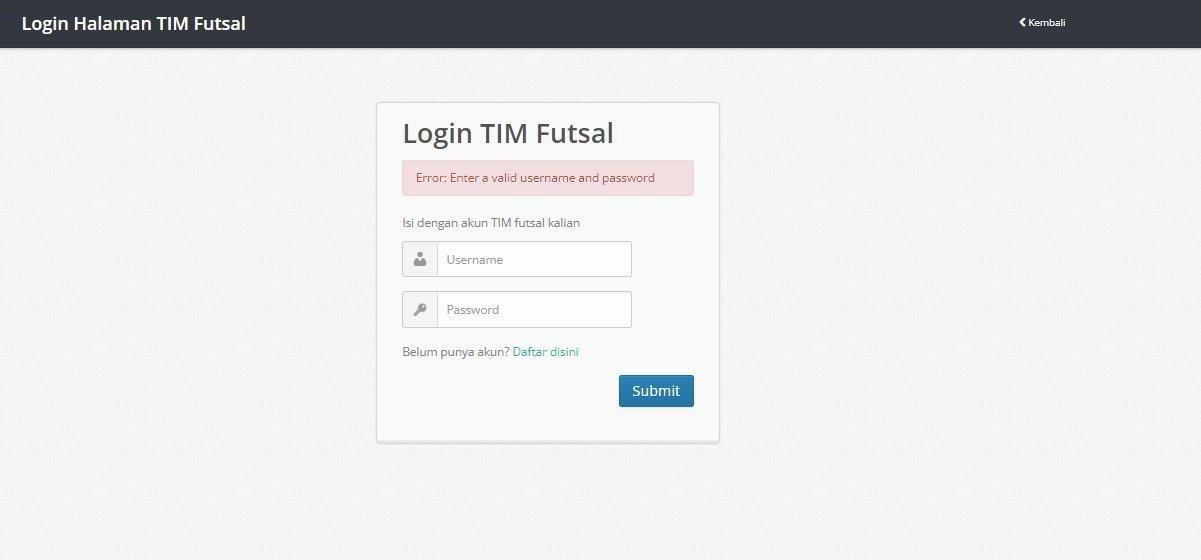 Login Halaman TIM Futsal
Kembali
Login TIM Futsal
Error: Enter a valid username and password
Isi dengan akun TIM futsal kalian
Username
Password
Belum punya akun? Daftar disini
Submit